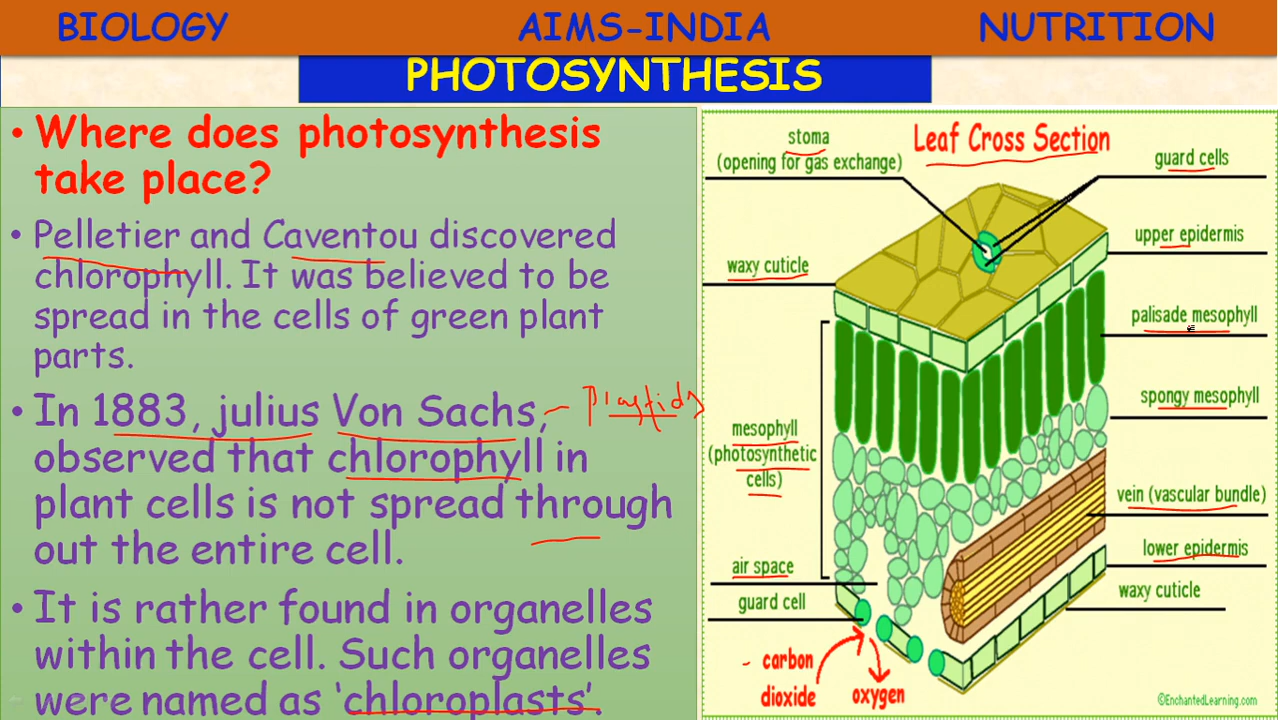 BIOLOGY AIMS-INDIA NUTRITION
PHOTOSYNTHESIS
• Where does photosynthesis
take place?
• Pelletier and Caventou discovered
chlorophyll. It was believed to be
spread in the cells of green plant
parts.
• In 1883, julius Von Sachs,
observed that chlorophyll in
plant cells is not spread through
out the entire cell.
• It is rather found in organelles
within the cell. Such organelles
were named as ‘chloroplasts’.
– Plastids
Leaf Cross Section
stoma
(opening for gas exchange)
waxy cuticle
mesophyll
(photosynthetic
cells)
air space
guard cell
carbon
dioxide
oxygen
guard cells
upper epidermis
palisade mesophyll
spongy mesophyll
vein (vascular bundle)
lower epidermis
waxy cuticle
©EnchantedLearning.com